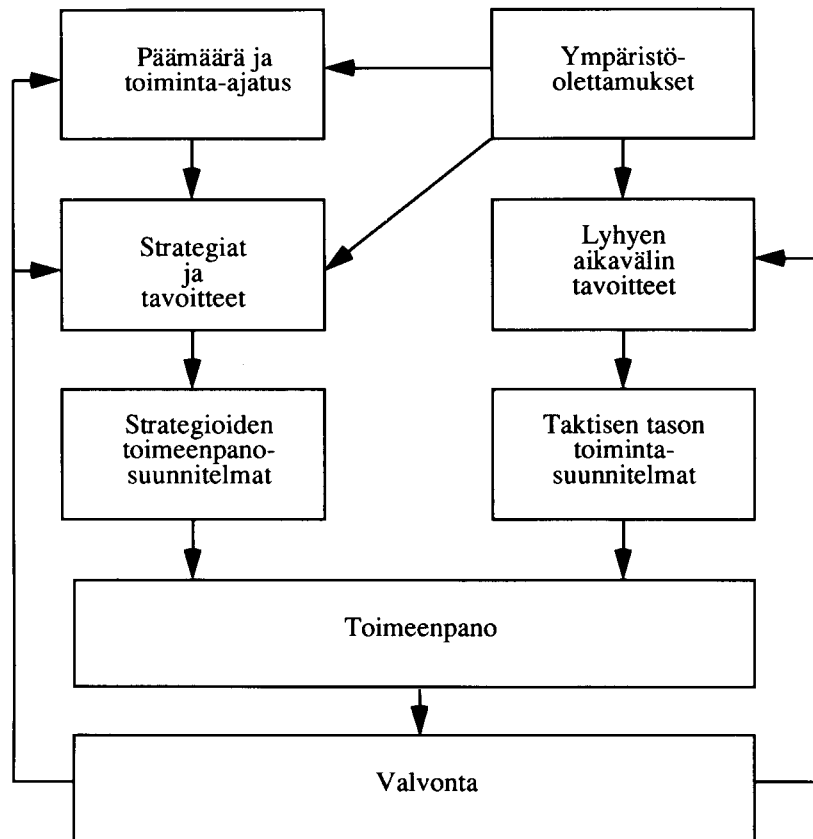 Päämäärä ja
toiminta-ajatus
Ympäristö-
olettamukset
Strategiat
ja
tavoitteet
Lyhyen
aikavälin
tavoitteet
Strategioiden
toimeenpano-
suunnitelmat
Taktisen tason
toiminta-
suunnitelmat
Toimeenpano
Valvonta